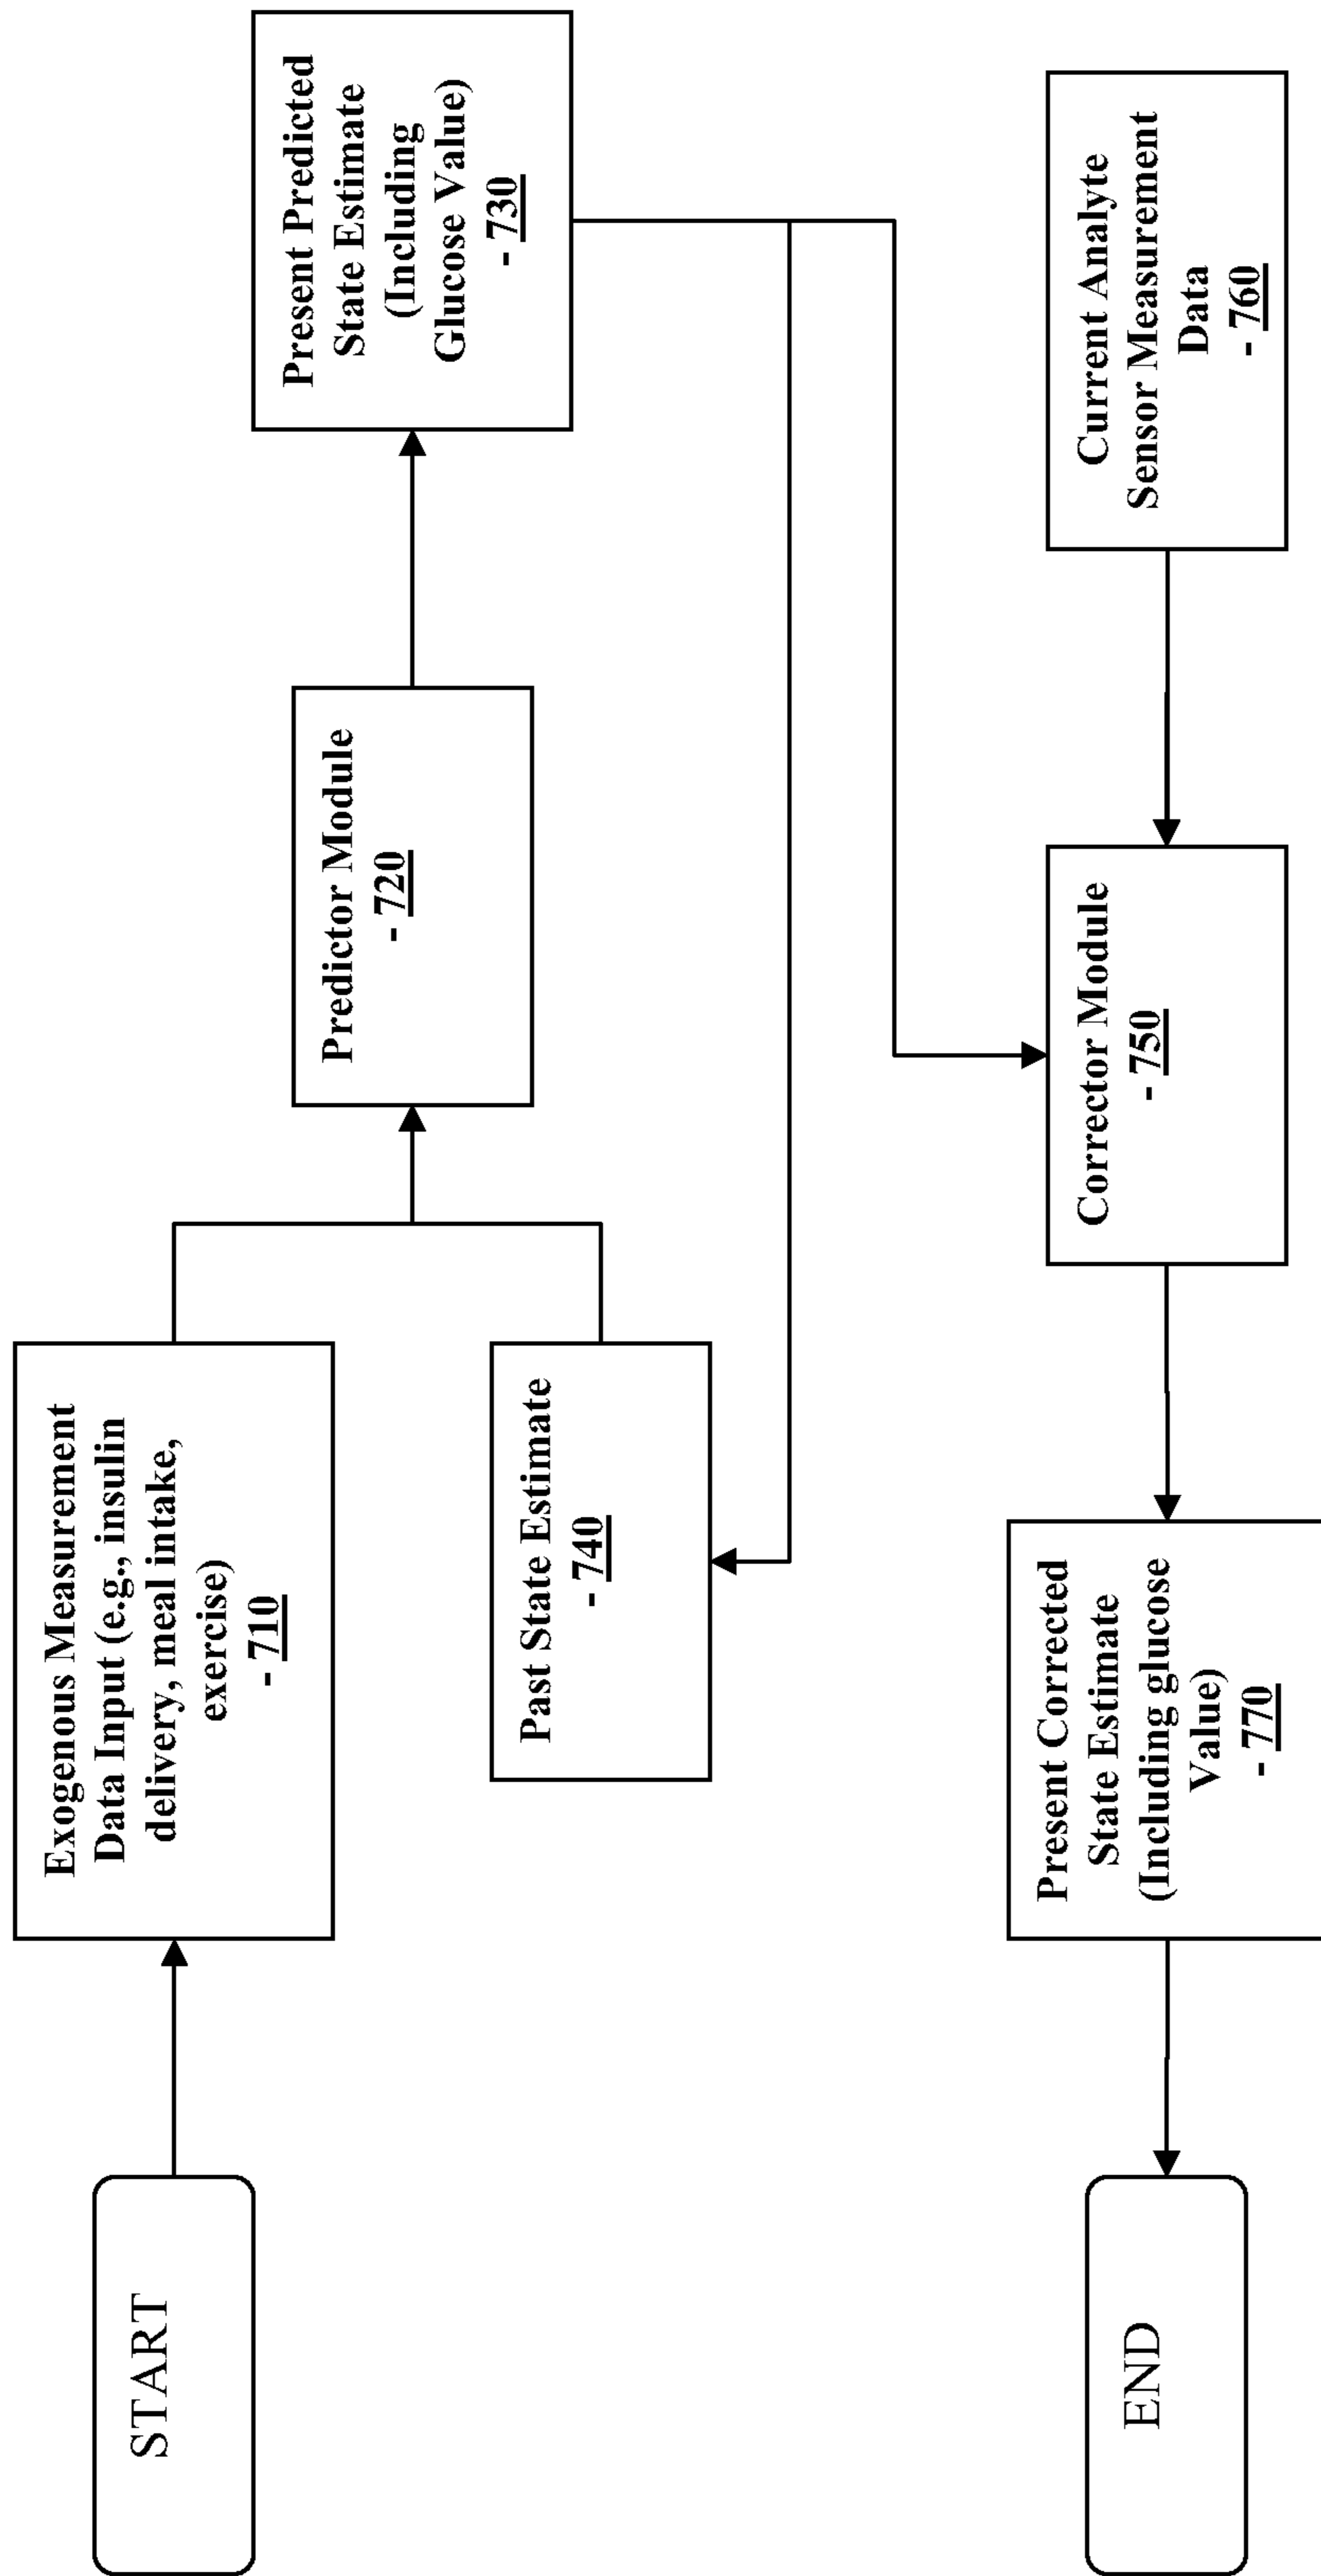 START
Exogenous Measurement
Data Input (e.g., insulin
delivery, meal intake,
exercise)
- 710
Past State Estimate
- 740
Predictor Module
- 720
Present Predicted
State Estimate
(Including
Glucose Value)
- 730
END
Present Corrected
State Estimate
(Including glucose
Value)
- 770
Corrector Module
- 750
Current Analyte
Sensor Measurement
Data
- 760